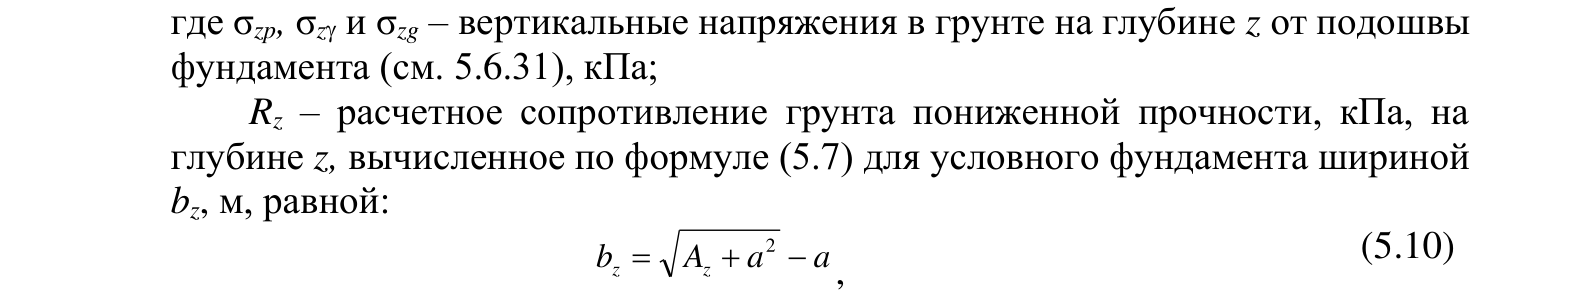 где σzp, σzγ и σzg – вертикальные напряжения в грунте на глубине z от подошвы
фундамента (см. 5.6.31), кПа;
Rz – расчетное сопротивление грунта пониженной прочности, кПа, на
глубине z, вычисленное по формуле (5.7) для условного фундамента шириной
bz, м, равной:
bz = √(Az + a²) – a, (5.10)